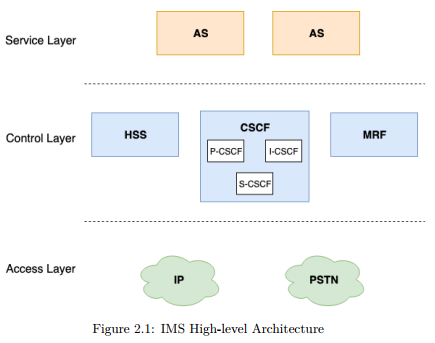 AS
AS
Service Layer
CSCF
HSS
MRF
Control Layer
P-CSCF
I-CSCF
S-CSCF
Access Layer
IP
PSTN
Figure 2.1: IMS High-level Architecture